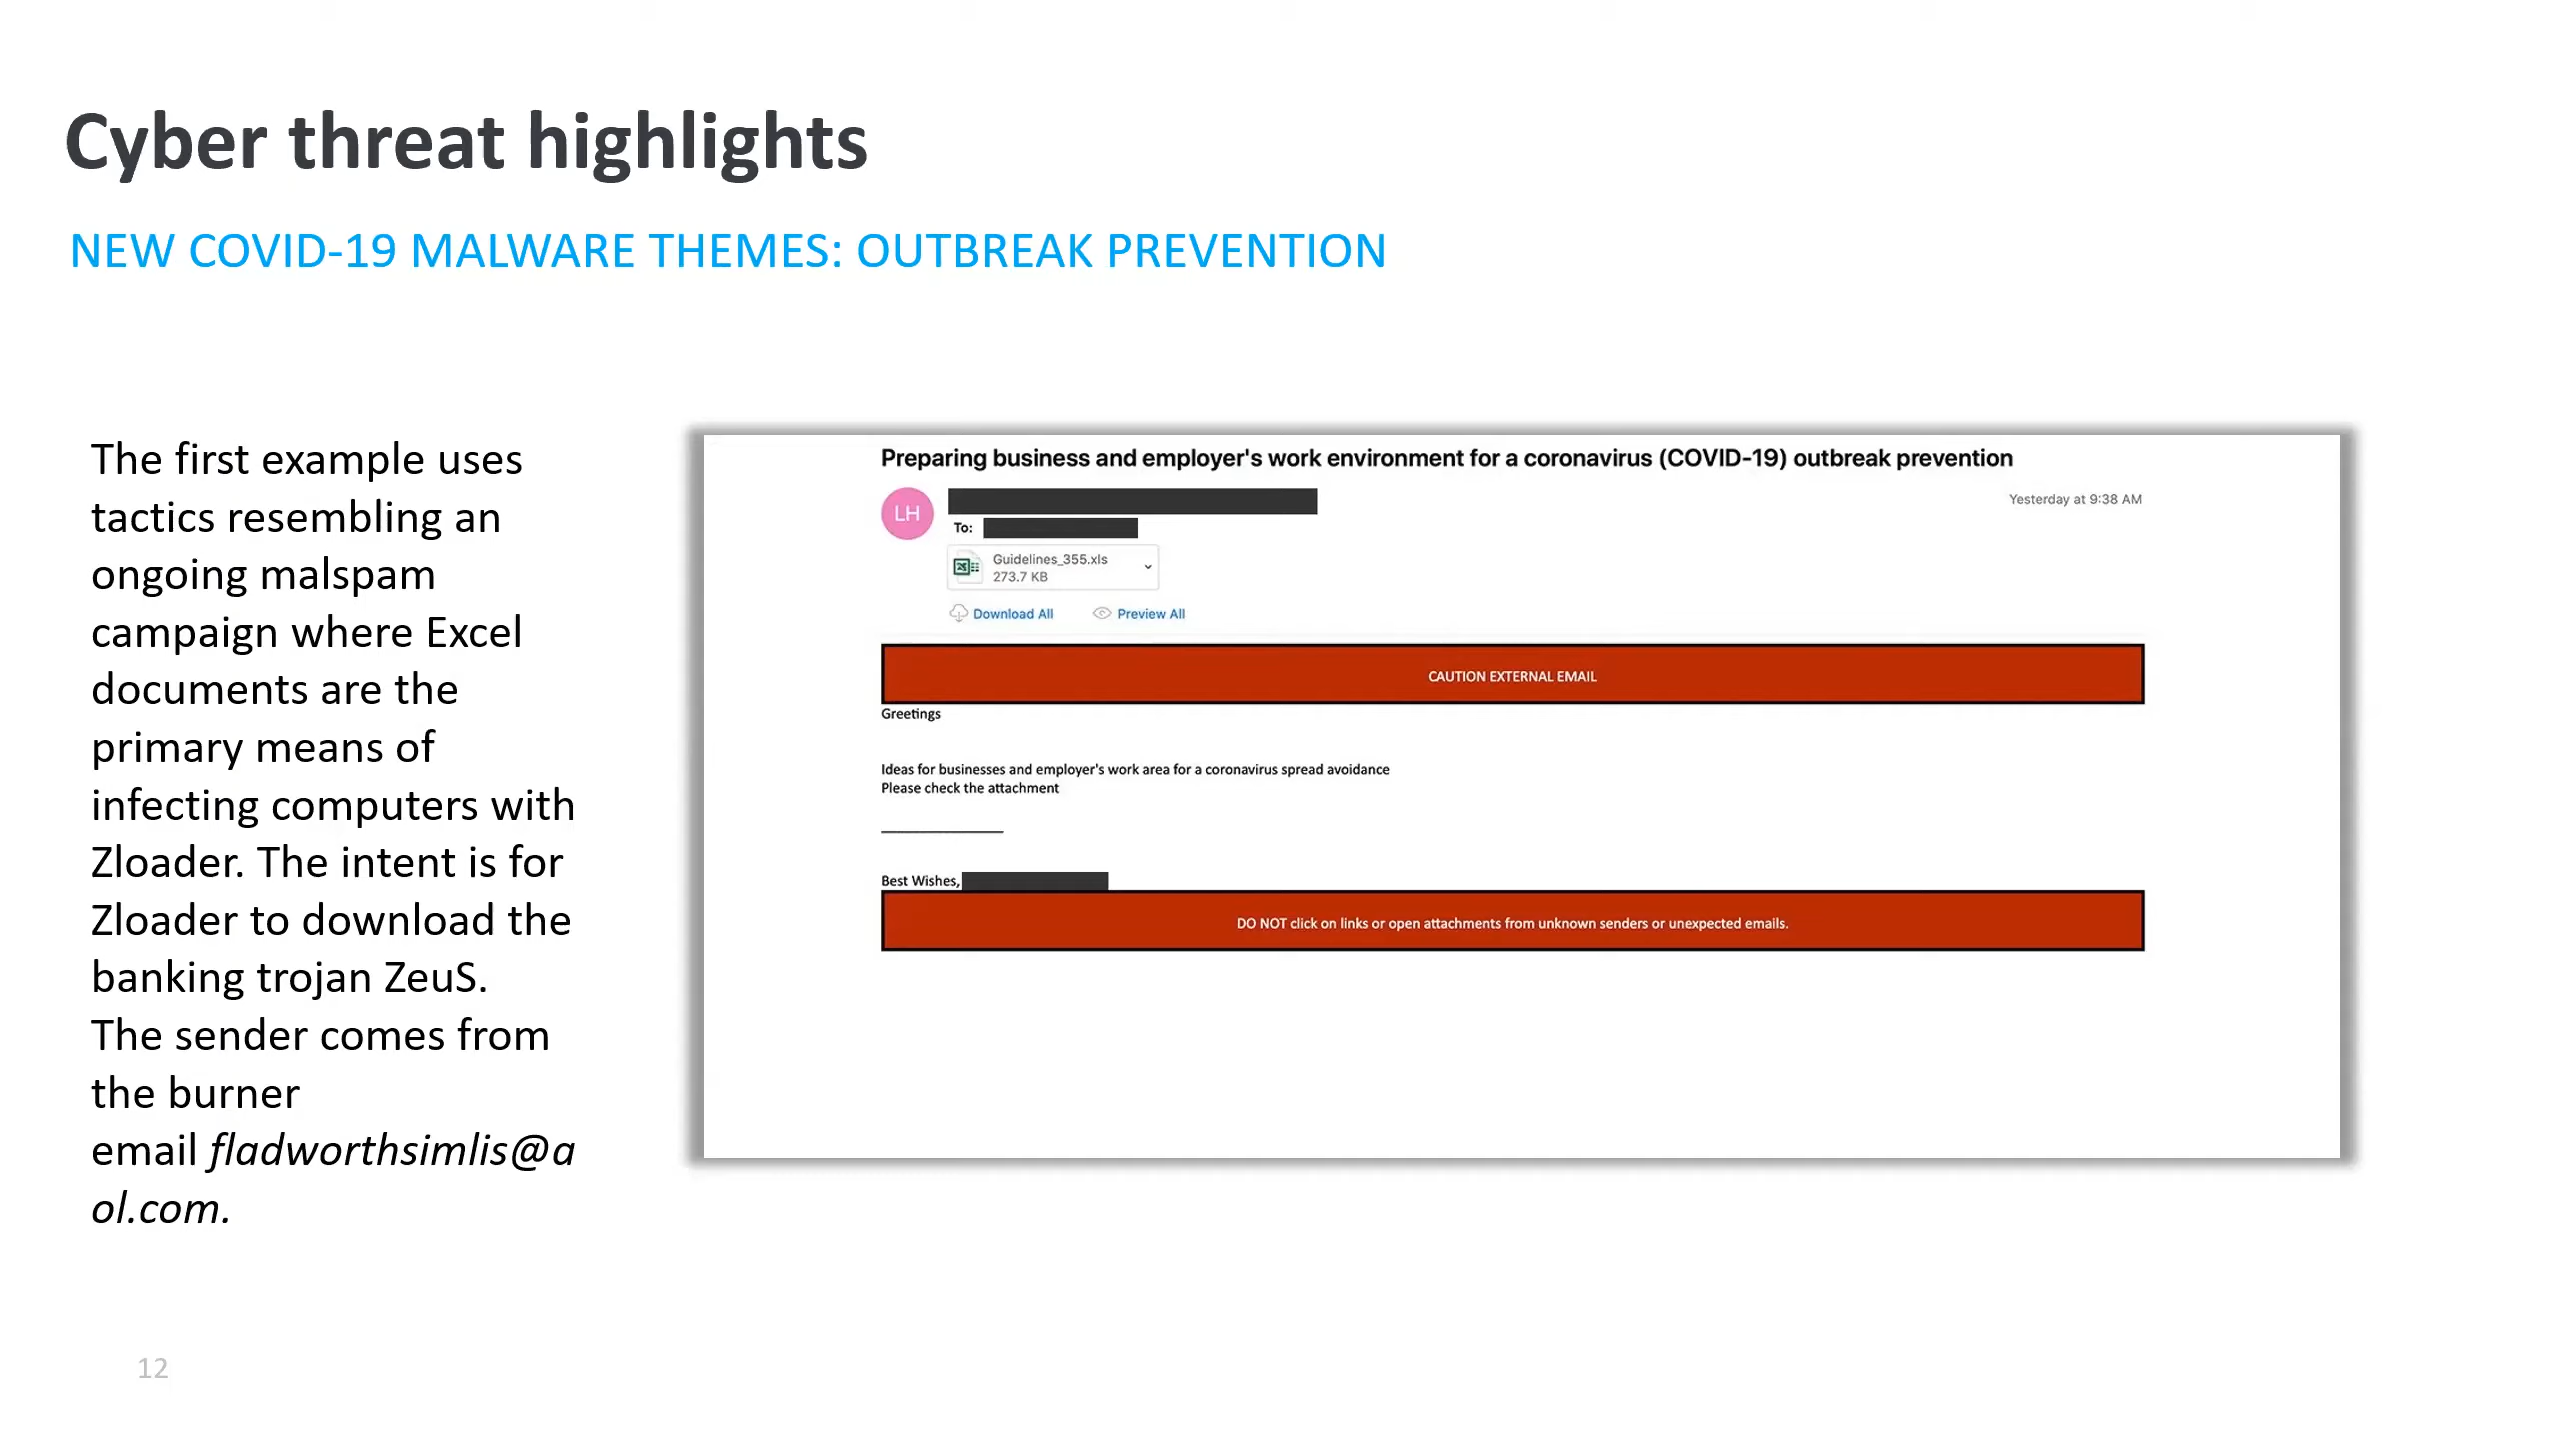 Cyber threat highlights
NEW COVID-19 MALWARE THEMES: OUTBREAK PREVENTION
The first example uses
tactics resembling an
ongoing malspam
campaign where Excel
documents are the
primary means of
infecting computers with
Zloader. The intent is for
Zloader to download the
banking trojan ZeuS.
The sender comes from
the burner
email fladworthsimlis@a
ol.com.
Preparing business and employer's work environment for a coronavirus (COVID-19) outbreak prevention
LH
Yesterday at 9:38 AM
To:
Guidelines_355.xls
273.7 KB
Download All
Preview All
CAUTION EXTERNAL EMAIL
Greetings
Ideas for businesses and employer's work area for a coronavirus spread avoidance
Please check the attachment
Best Wishes,
DO NOT click on links or open attachments from unknown senders or unexpected emails.
12